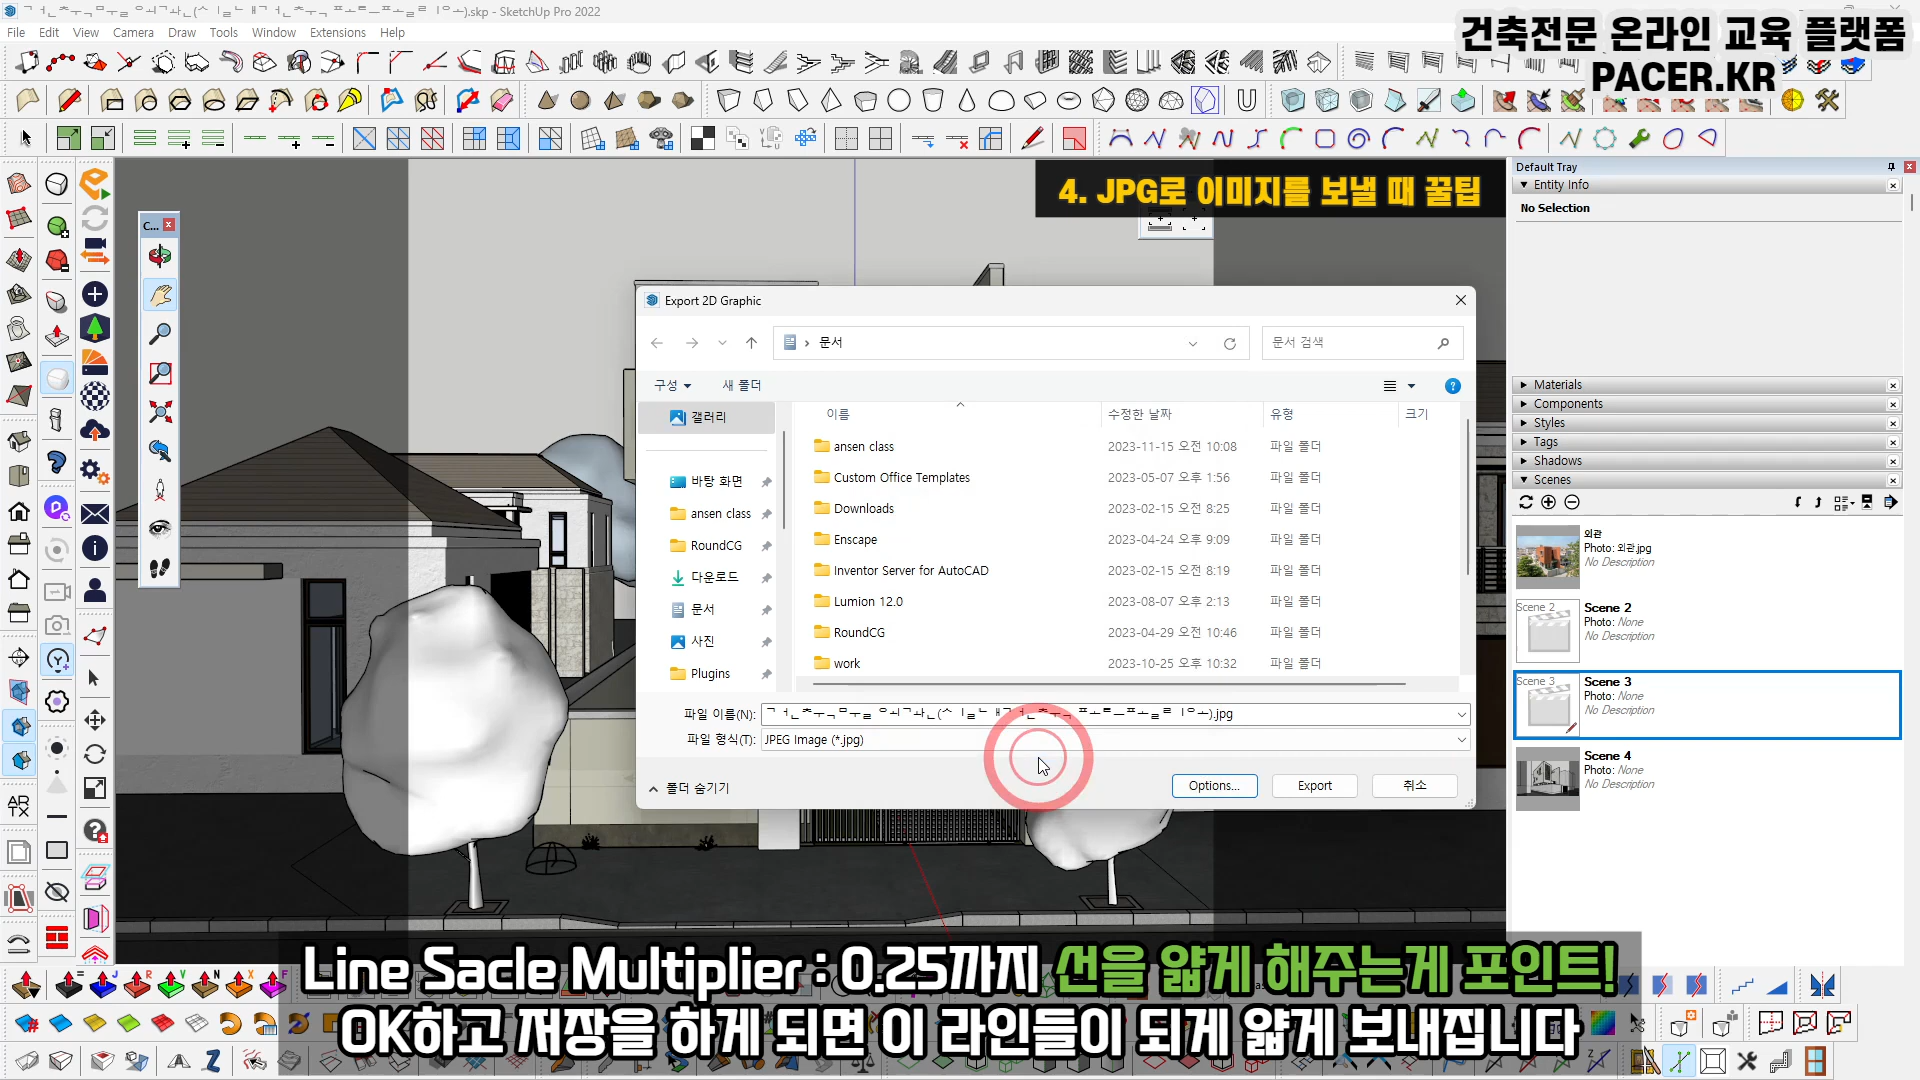 SketchUp Pro 2022
File Edit View Camera Draw Tools Window Extensions Help
건축전문 온라인 교육 플랫폼
PACER.KR
4. JPG로 이미지를 보낼 때 꿀팁
C...
Default Tray
Entity Info
No Selection
Materials
Components
Styles
Tags
Shadows
Scenes
외관
Photo: 외관.jpg
No Description
Scene 2
Scene 2
Photo: None
No Description
Scene 3
Scene 3
Photo: None
No Description
Scene 4
Photo: None
No Description
Export 2D Graphic
문서
문서 검색
구성
새 폴더
이름 수정한 날짜 유형 크기
갤러리
바탕 화면
ansen class
RoundCG
다운로드
문서
사진
Plugins
ansen class 2023-11-15 오전 10:08 파일 폴더
Custom Office Templates 2023-05-07 오후 1:56 파일 폴더
Downloads 2023-02-15 오전 8:25 파일 폴더
Enscape 2023-04-24 오후 9:09 파일 폴더
Inventor Server for AutoCAD 2023-02-15 오전 8:19 파일 폴더
Lumion 12.0 2023-08-07 오후 2:13 파일 폴더
RoundCG 2023-04-29 오전 10:46 파일 폴더
work 2023-10-25 오후 10:32 파일 폴더
파일 이름(N):
파일 형식(T): JPEG Image (*.jpg)
폴더 숨기기
Options...
Export
취소
AR
TX
Line Sacle Multiplier : 0.25까지 선을 얇게 해주는게 포인트!
OK하고 저장을 하게 되면 이 라인들이 되게 얇게 보내집니다